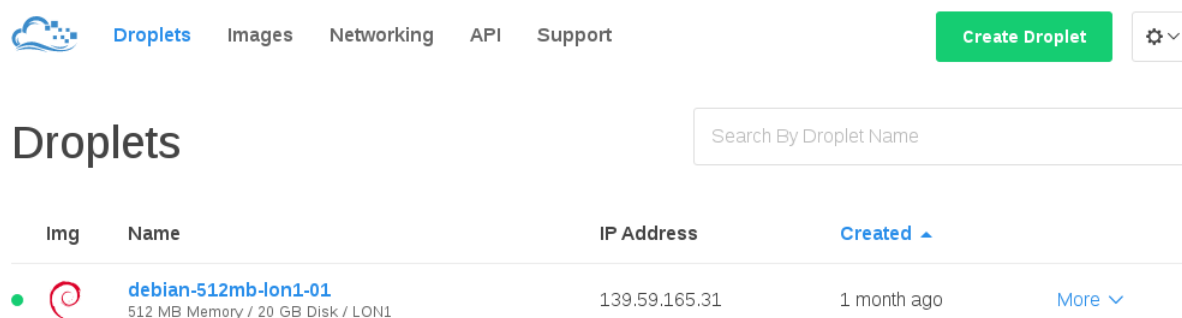 Droplets Images Networking API Support Create Droplet
Droplets Search By Droplet Name
Img Name IP Address Created
debian-512mb-lon1-01
512 MB Memory / 20 GB Disk / LON1 139.59.165.31 1 month ago More